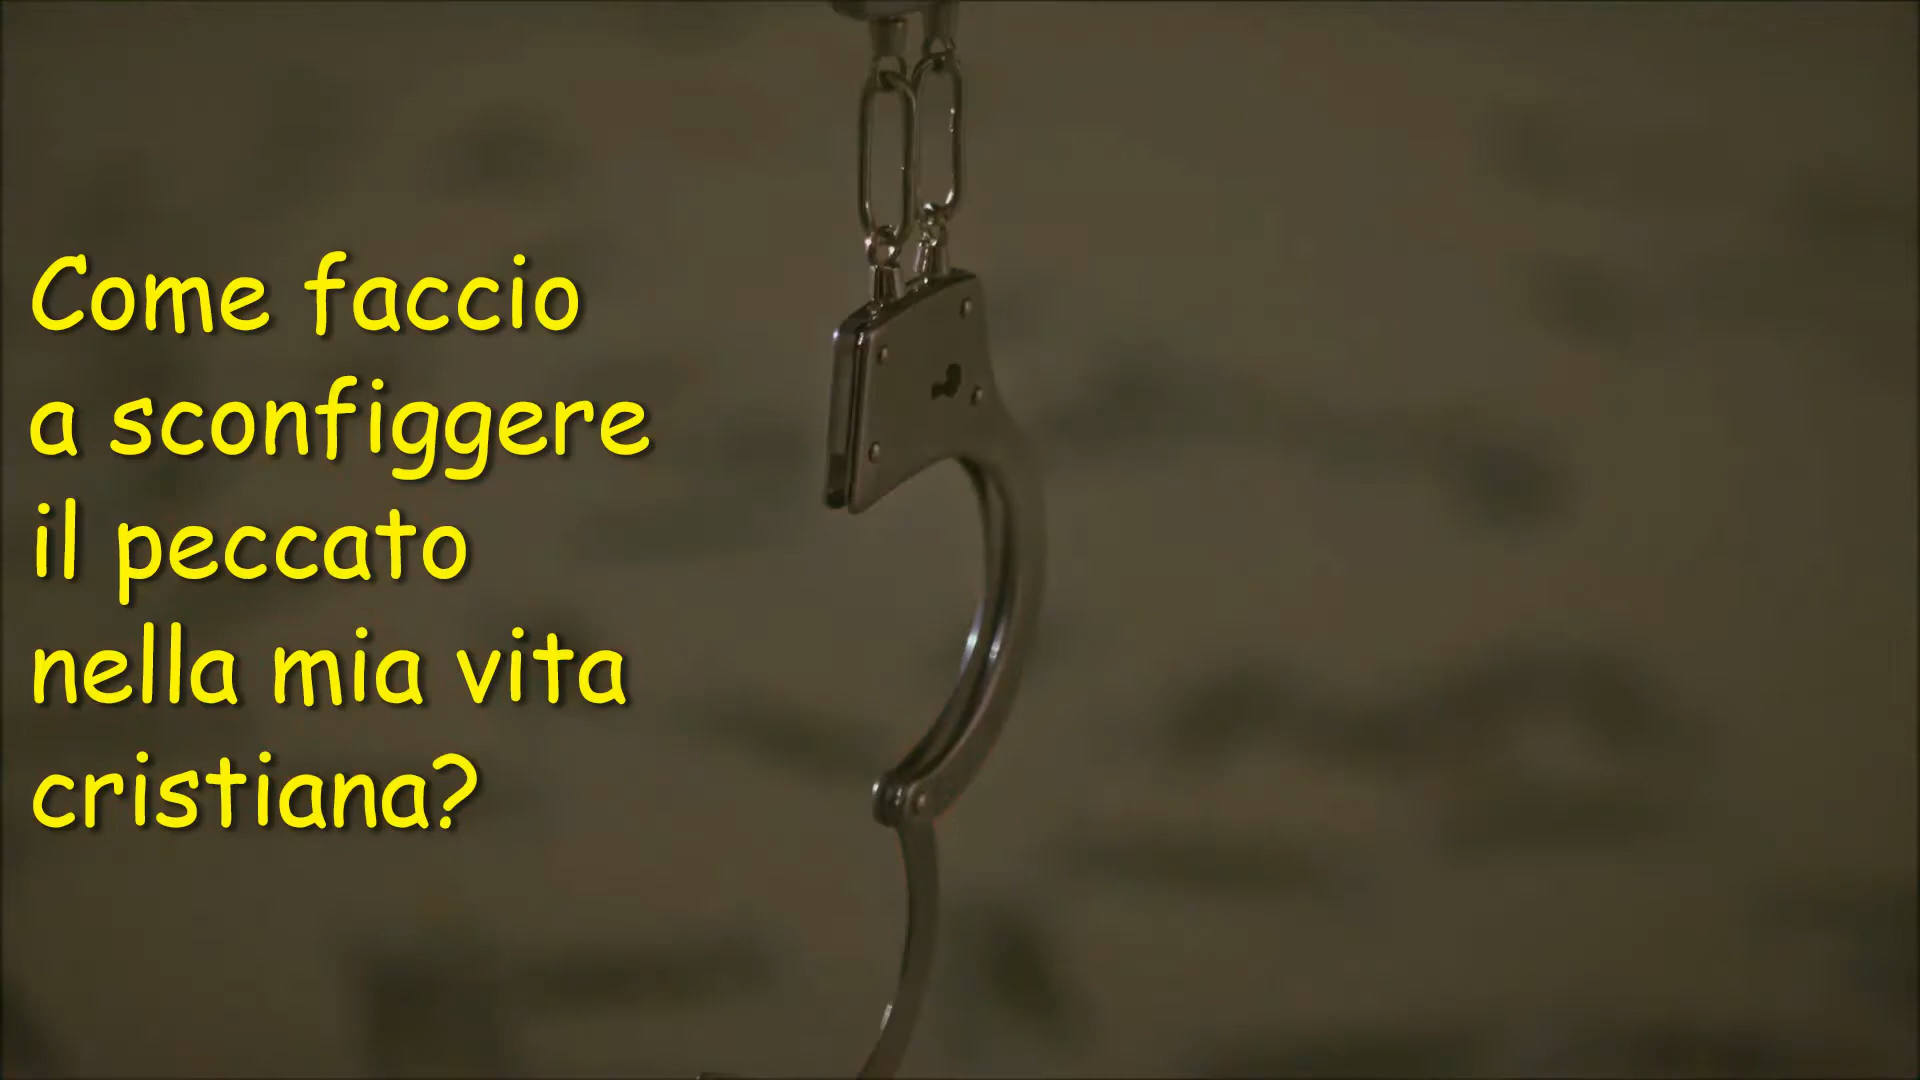 Come faccio
a sconfiggere
il peccato
nella mia vita
cristiana?